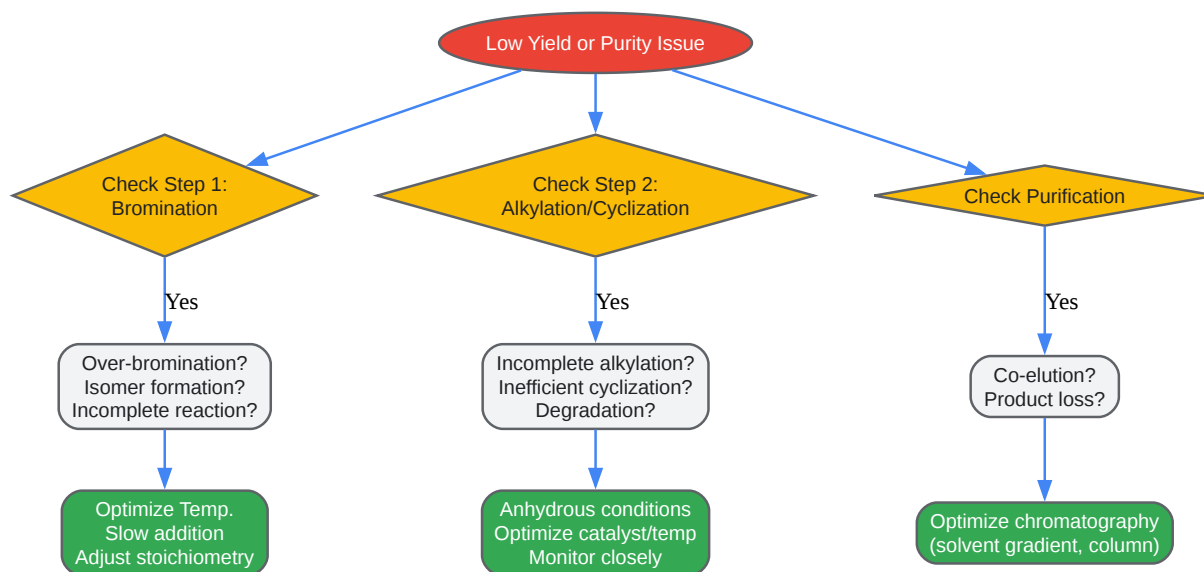 Low Yield or Purity Issue
Check Step 1:
Bromination
Check Step 2:
Alkylation/Cyclization
Check Purification
Yes
Yes
Yes
Over-bromination?
Isomer formation?
Incomplete reaction?
Incomplete alkylation?
Inefficient cyclization?
Degradation?
Co-elution?
Product loss?
Optimize Temp.
Slow addition
Adjust stoichiometry
Anhydrous conditions
Optimize catalyst/temp
Monitor closely
Optimize chromatography
(solvent gradient, column)